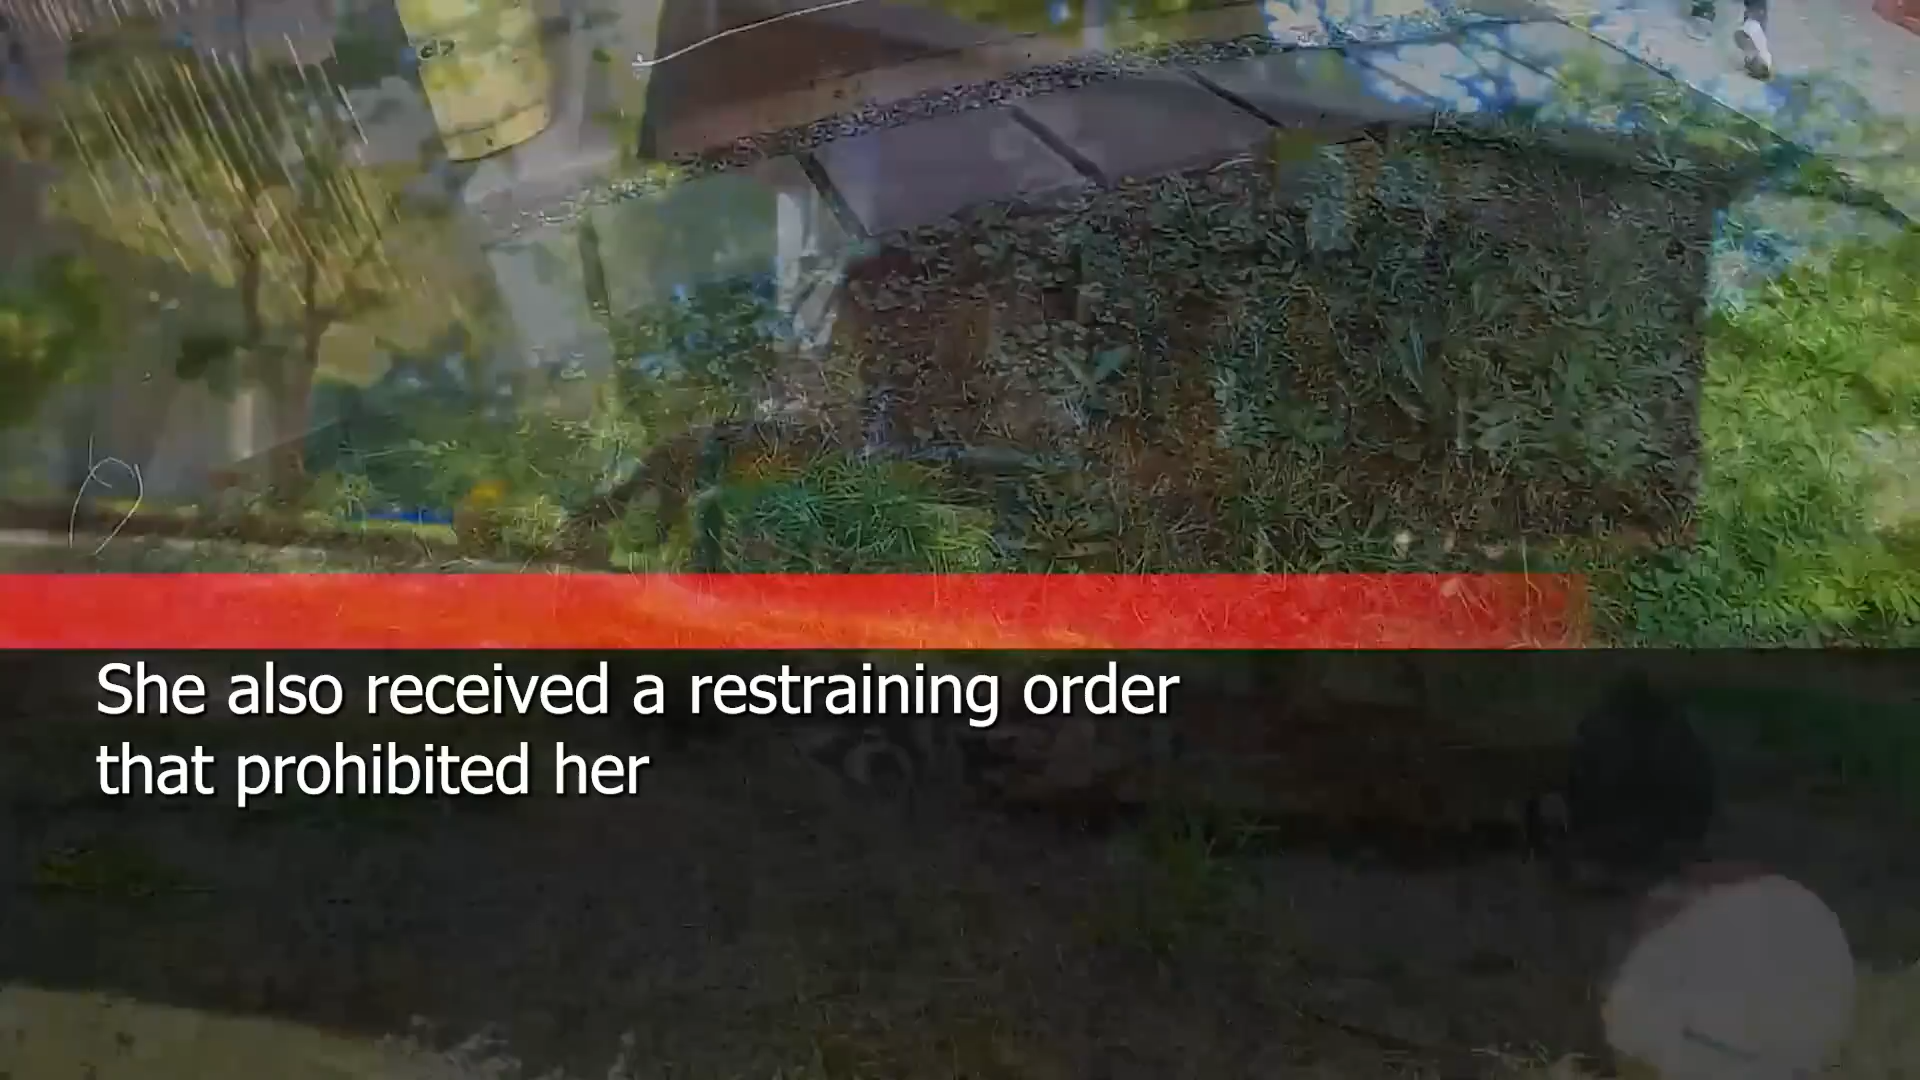 She also received a restraining order
that prohibited her